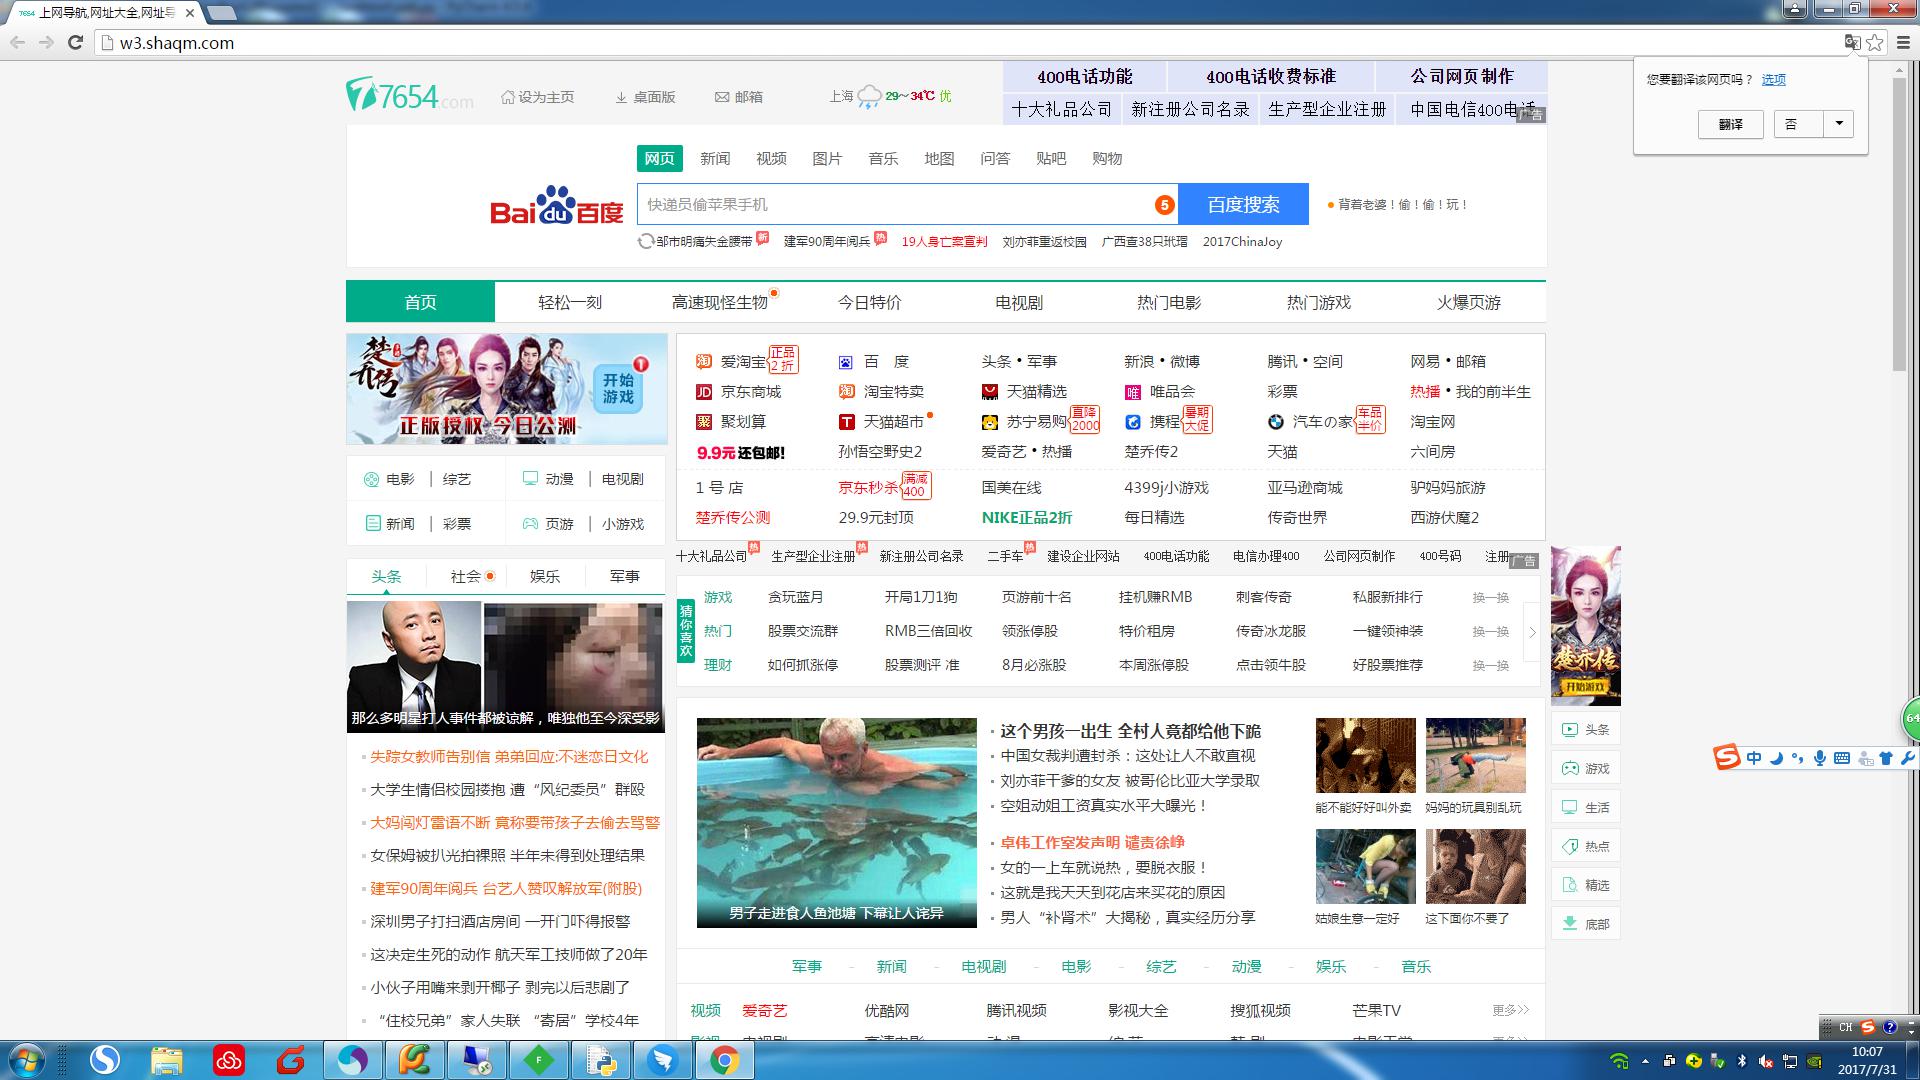 7654 上网导航,网址大全,网址导
w3.shaqm.com
您要翻译该网页吗？ 选项
翻译 否
7654.com 设为主页 桌面版 邮箱 上海 29~34℃ 优
400电话功能 400电话收费标准 公司网页制作
十大礼品公司 新注册公司名录 生产型企业注册 中国电信400电话 广告
网页 新闻 视频 图片 音乐 地图 问答 贴吧 购物
Baidu百度 快递员偷苹果手机 5 百度搜索 背着老婆！偷！偷！玩！
邹市明痛失金腰带 新 建军90周年阅兵 热 19人身亡案宣判 刘亦菲重返校园 广西查38只玳瑁 2017ChinaJoy
首页 轻松一刻 高速现怪生物 今日特价 电视剧 热门电影 热门游戏 火爆页游
楚乔传 开始游戏 1
正版授权 今日公测
爱淘宝 正品2折 百 度 头条•军事 新浪•微博 腾讯•空间 网易•邮箱
JD 京东商城 淘宝特卖 天猫精选 唯 唯品会 彩票 热播•我的前半生
聚 聚划算 T 天猫超市 苏宁易购 直降2000 携程 暑期大促 汽车の家 车品半价 淘宝网
9.9元还包邮! 孙悟空野史2 爱奇艺•热播 楚乔传2 天猫 六间房
1 号 店 京东秒杀 满减400 国美在线 4399j小游戏 亚马逊商城 驴妈妈旅游
楚乔传公测 29.9元封顶 NIKE正品2折 每日精选 传奇世界 西游伏魔2
电影 | 综艺 动漫 | 电视剧
新闻 | 彩票 页游 | 小游戏
十大礼品公司 热 生产型企业注册 热 新注册公司名录 二手车 热 建设企业网站 400电话功能 电信办理400 公司网页制作 400号码 注册 广告
头条 社会 娱乐 军事
那么多明星打人事件都被谅解，唯独他至今深受影
失踪女教师告别信 弟弟回应:不迷恋日文化
大学生情侣校园搂抱 遭“风纪委员”群殴
大妈闯灯雷语不断 竟称要带孩子去偷去骂警
女保姆被扒光拍裸照 半年未得到处理结果
建军90周年阅兵 台艺人赞叹解放军(附股)
深圳男子打扫酒店房间 一开门吓得报警
这决定生死的动作 航天军工技师做了20年
小伙子用嘴来剥开椰子 剥完以后悲剧了
“住校兄弟”家人失联 “寄居”学校4年
猜你喜欢
游戏 贪玩蓝月 开局1刀1狗 页游前十名 挂机赚RMB 刺客传奇 私服新排行 换一换
热门 股票交流群 RMB三倍回收 领涨停股 特价租房 传奇冰龙服 一键领神装 换一换
理财 如何抓涨停 股票测评 准 8月必涨股 本周涨停股 点击领牛股 好股票推荐 换一换
男子走进食人鱼池塘 下幕让人诧异
这个男孩一出生 全村人竟都给他下跪
中国女裁判遭封杀：这处让人不敢直视
刘亦菲干爹的女友 被哥伦比亚大学录取
空姐动姐工资真实水平大曝光！
卓伟工作室发声明 谴责徐峥
女的一上车就说热，要脱衣服！
这就是我天天到花店来买花的原因
男人“补肾术”大揭秘，真实经历分享
能不能好好叫外卖 妈妈的玩具别乱玩
姑娘生意一定好 这下面你不要了
军事 - 新闻 - 电视剧 - 电影 - 综艺 - 动漫 - 娱乐 - 音乐
视频 爱奇艺 优酷网 腾讯视频 影视大全 搜狐视频 芒果TV 更多>>
楚乔传
开始游戏
头条
游戏
生活
热点
精选
底部
64
中
CH
10:07
2017/7/31